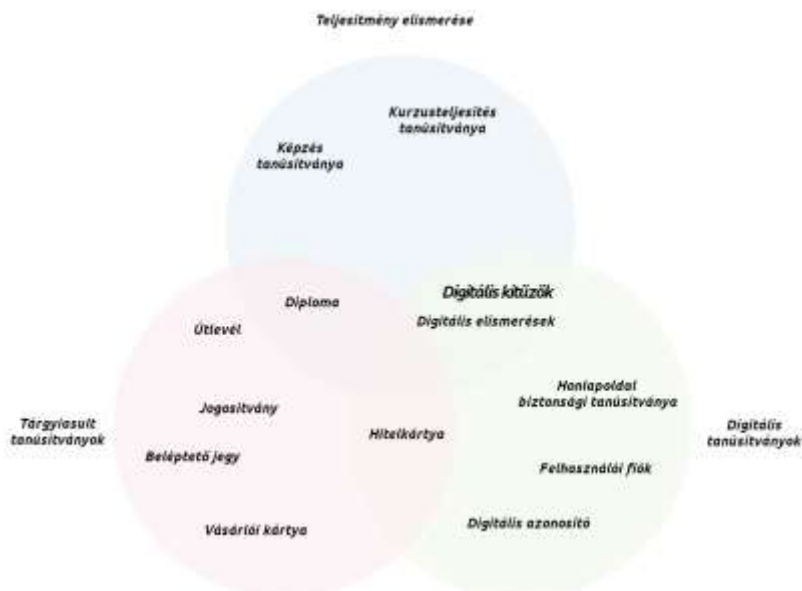 Teljesítmény elismerése
Kurzusteljesítés
tanúsítványa
Képzés
tanúsítványa
Digitális kitűzők
Diploma
Digitális elismerések
Útlevél
Honlapoldal
biztonsági tanúsítványa
Jogosítvány
Tárgyiasult
tanúsítványok
Hitelkártya
Digitális
tanúsítványok
Beléptető jegy
Felhasználói fiók
Digitális azonosító
Vásárlói kártya